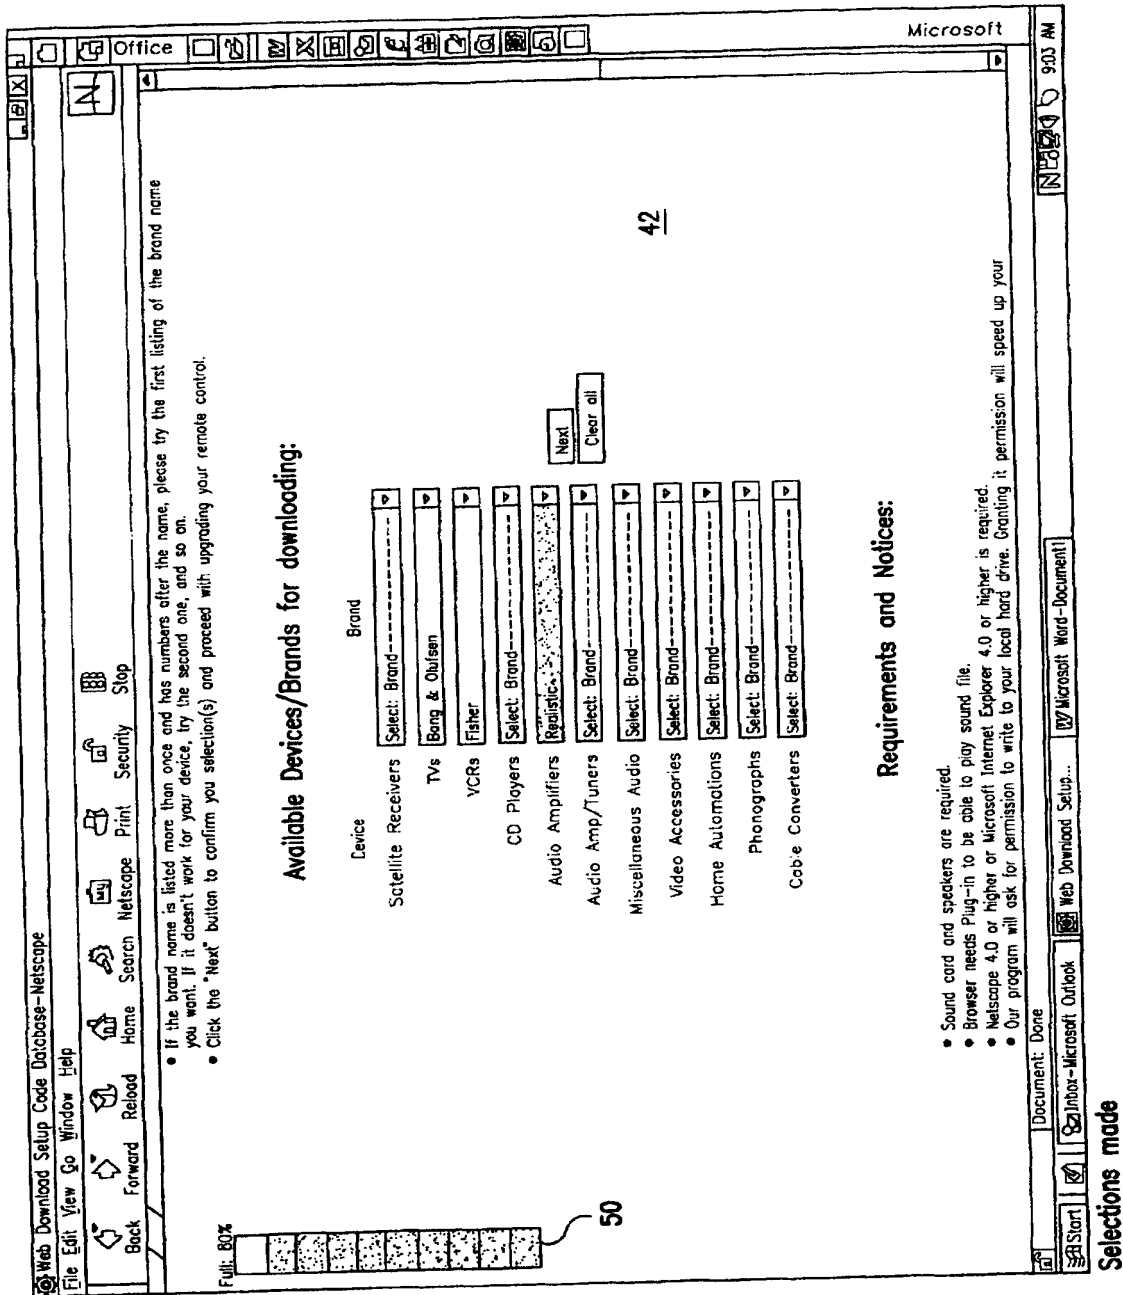 Web Download Setup Code Database-Netscape
File Edit View Go Window Help
Back Forward Reload Home Search Netscape Print Security Stop
N
Office
Microsoft
• If the brand name is listed more than once and has numbers after the name, please try the first listing of the brand name
you want. If it doesn't work for your device, try the second one, and so on.
• Click the "Next" button to confirm you selection(s) and proceed with upgrading your remote control.
Full: 80%
50
Available Devices/Brands for downloading:
Device Brand
Satellite Receivers Select: Brand--------------
TVs Bang & Olufsen
VCRs Fisher
CD Players Select: Brand--------------
Audio Amplifiers Realistic
Audio Amp/Tuners Select: Brand--------------
Miscellaneous Audio Select: Brand--------------
Video Accessories Select: Brand--------------
Home Automations Select: Brand--------------
Phonographs Select: Brand--------------
Cable Converters Select: Brand--------------
Next
Clear all
42
Requirements and Notices:
• Sound card and speakers are required.
• Browser needs Plug-in to be able to play sound file.
• Netscape 4.0 or higher or Microsoft Internet Explorer 4.0 or higher is required.
• Our program will ask for permission to write to your local hard drive. Granting it permission will speed up your
Document: Done
Start Inbox-Microsoft Outlook Web Download Setup... W Microsoft Word-Document1 9:03 AM
Selections made